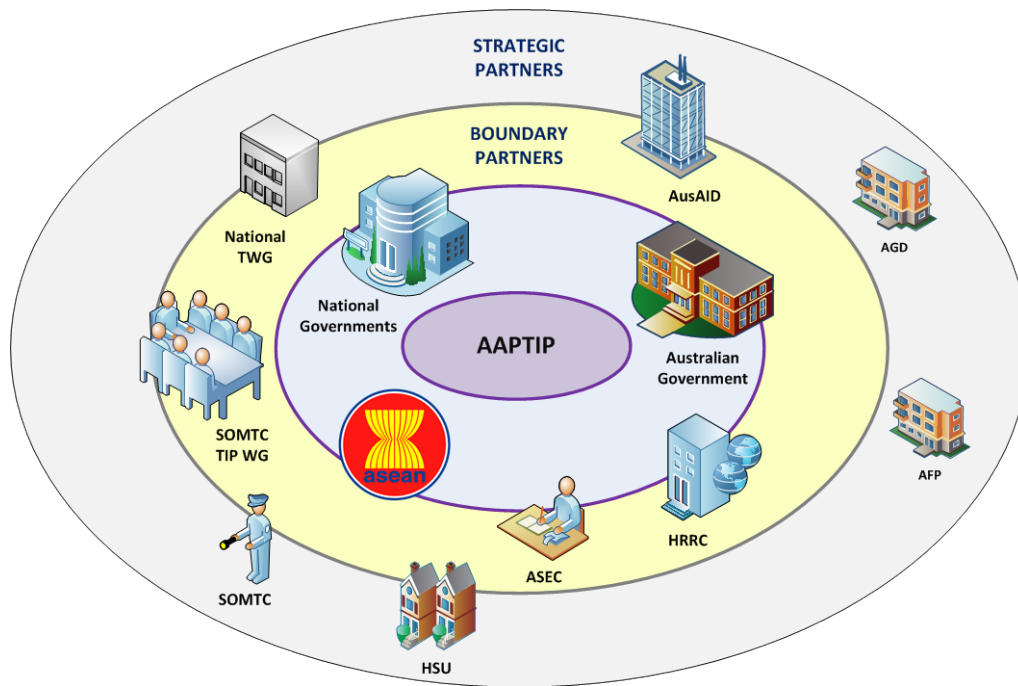 STRATEGIC
PARTNERS
BOUNDARY
PARTNERS
AusAID
AGD
National
TWG
National
Governments
AAPTIP
Australian
Government
SOMTC
TIP WG
asean
AFP
HRRC
ASEC
SOMTC
HSU